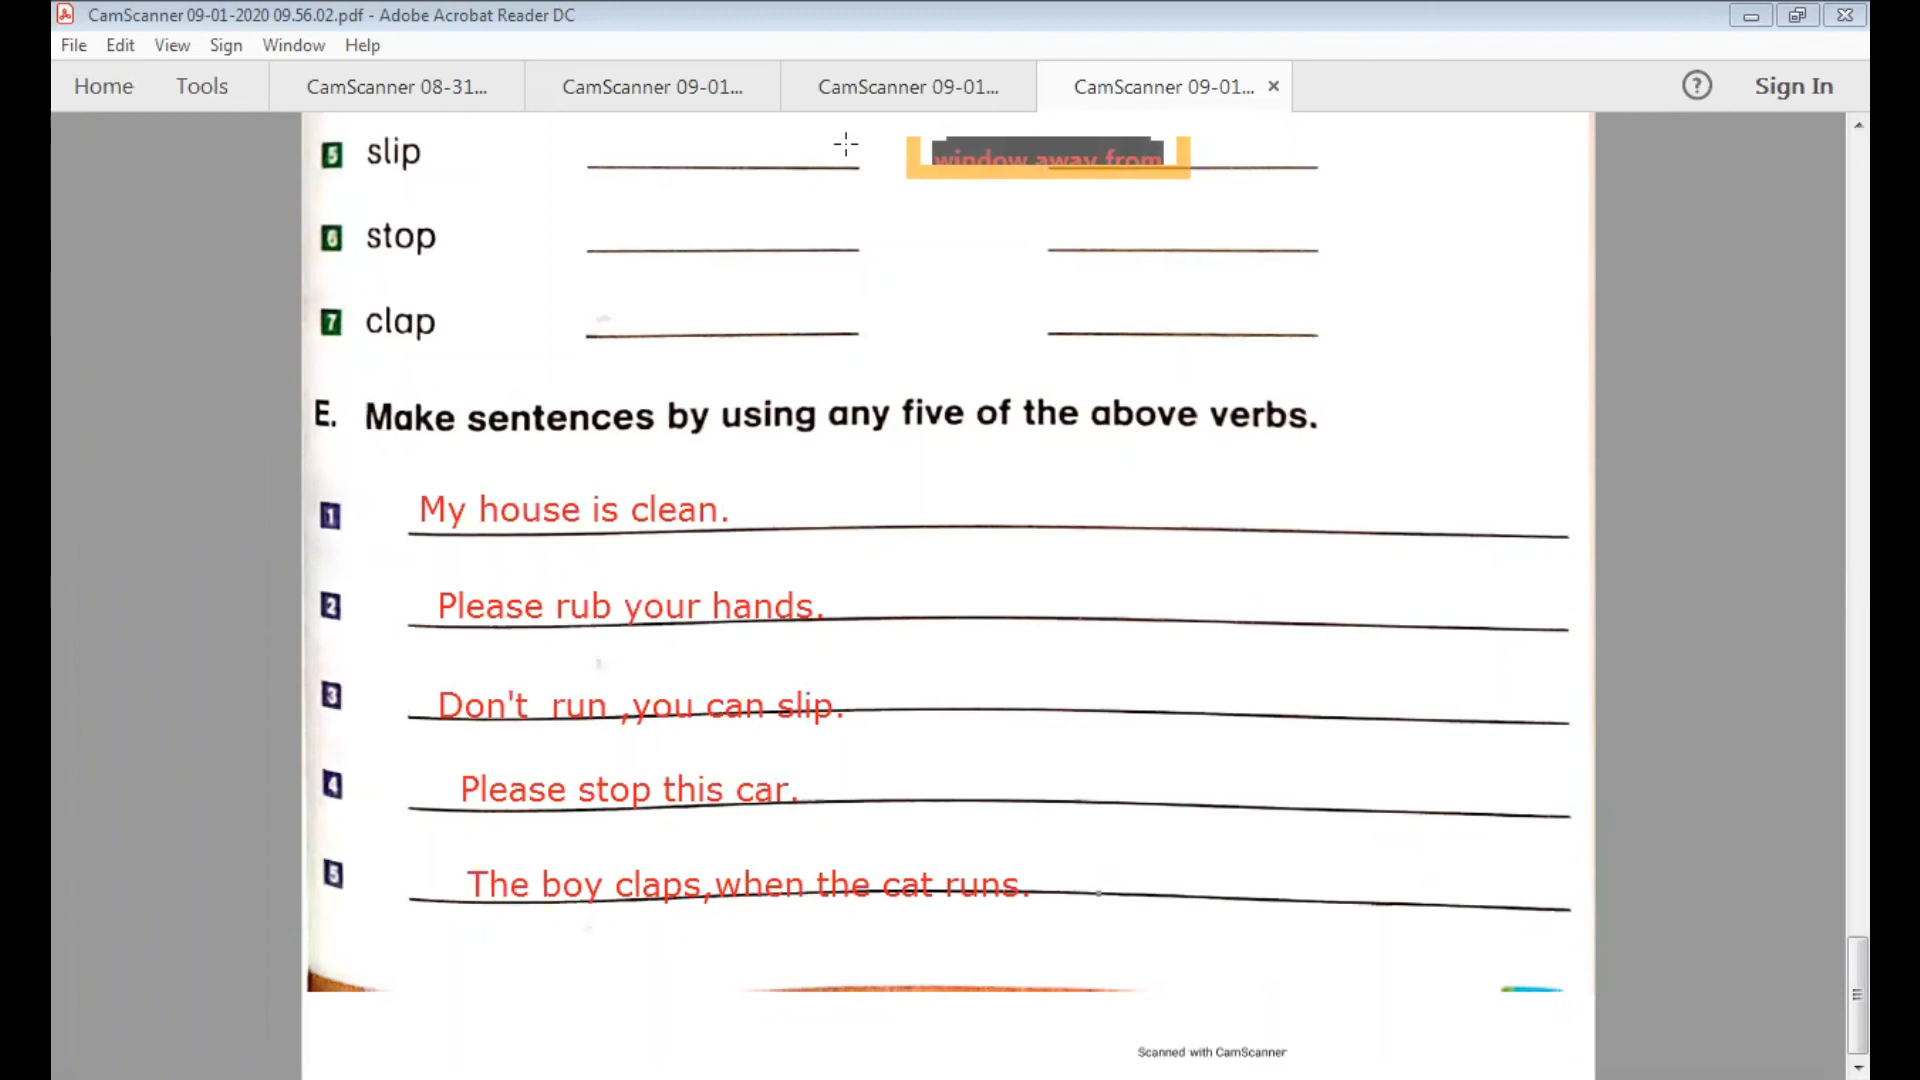 CamScanner 09-01-2020 09.56.02.pdf - Adobe Acrobat Reader DC
File Edit View Sign Window Help
Home Tools CamScanner 08-31... CamScanner 09-01... CamScanner 09-01... CamScanner 09-01... × ? Sign In
5 slip
window away from
6 stop
7 clap
E. Make sentences by using any five of the above verbs.
1 My house is clean.
2 Please rub your hands.
3 Don't run ,you can slip.
4 Please stop this car.
5 The boy claps,when the cat runs.
Scanned with CamScanner